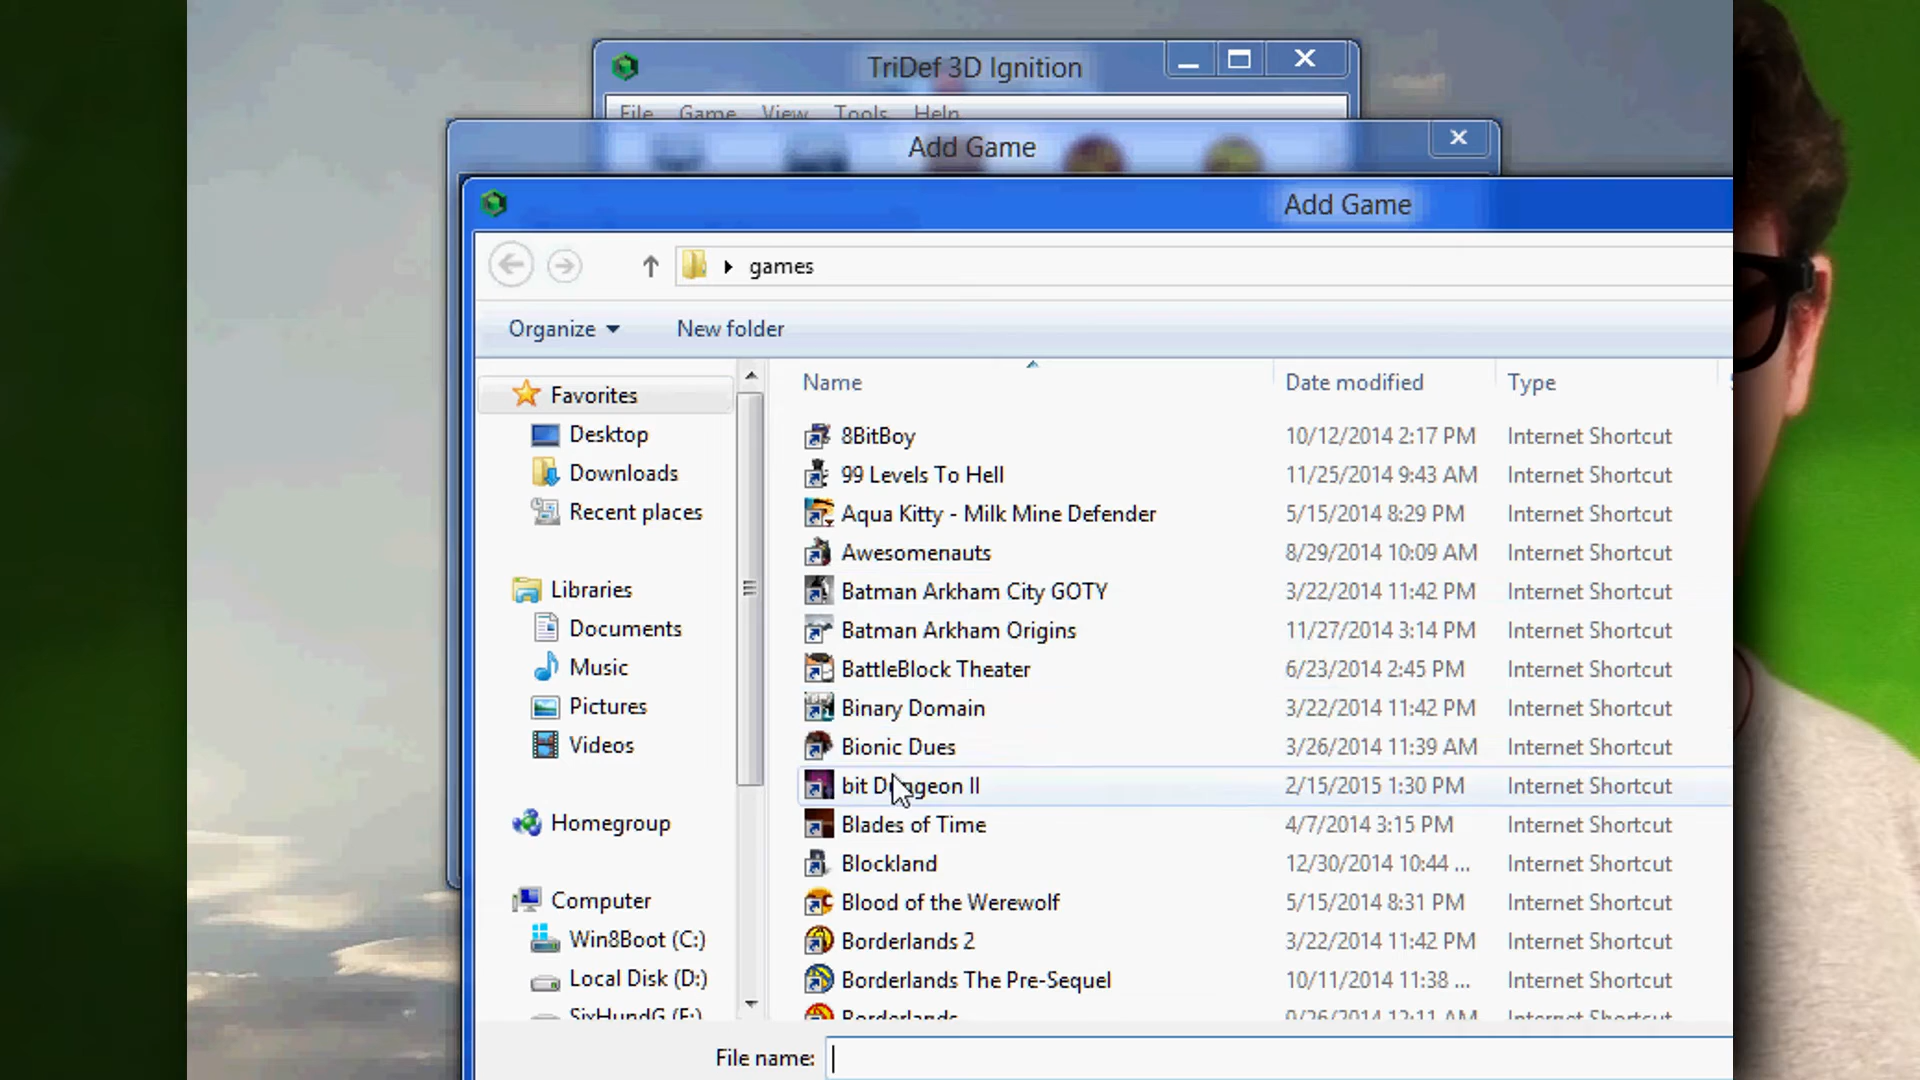 TriDef 3D Ignition
File Game View Tools Help
Add Game
Add Game
games
Organize New folder
Name Date modified Type
Favorites
Desktop
Downloads
Recent places
Libraries
Documents
Music
Pictures
Videos
Homegroup
Computer
Win8Boot (C:)
Local Disk (D:)
SixHundG (E:)
8BitBoy 10/12/2014 2:17 PM Internet Shortcut
99 Levels To Hell 11/25/2014 9:43 AM Internet Shortcut
Aqua Kitty - Milk Mine Defender 5/15/2014 8:29 PM Internet Shortcut
Awesomenauts 8/29/2014 10:09 AM Internet Shortcut
Batman Arkham City GOTY 3/22/2014 11:42 PM Internet Shortcut
Batman Arkham Origins 11/27/2014 3:14 PM Internet Shortcut
BattleBlock Theater 6/23/2014 2:45 PM Internet Shortcut
Binary Domain 3/22/2014 11:42 PM Internet Shortcut
Bionic Dues 3/26/2014 11:39 AM Internet Shortcut
bit Dungeon II 2/15/2015 1:30 PM Internet Shortcut
Blades of Time 4/7/2014 3:15 PM Internet Shortcut
Blockland 12/30/2014 10:44 ... Internet Shortcut
Blood of the Werewolf 5/15/2014 8:31 PM Internet Shortcut
Borderlands 2 3/22/2014 11:42 PM Internet Shortcut
Borderlands The Pre-Sequel 10/11/2014 11:38 ... Internet Shortcut
Borderlands 9/26/2014 12:11 AM Internet Shortcut
File name: